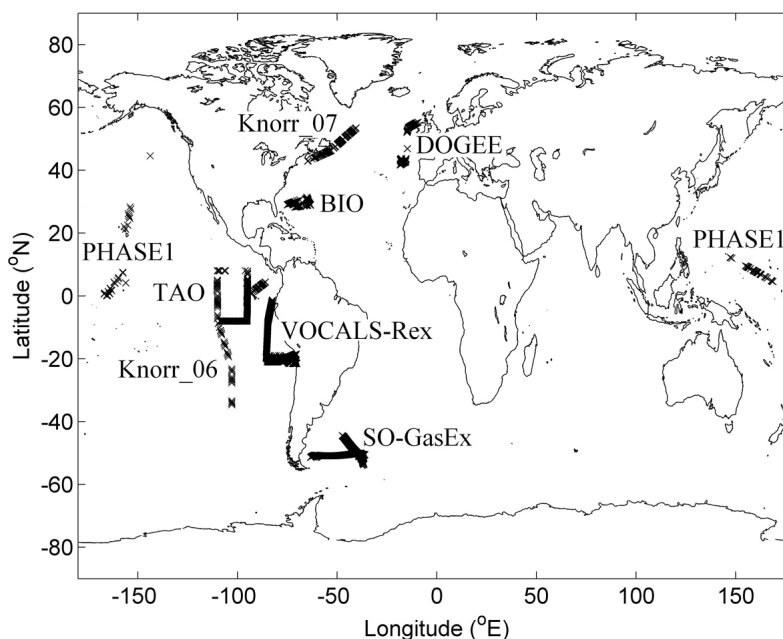 80
60
40
20
0
-20
-40
-60
-80
Latitude (°N)
Knorr_07
DOGEE
BIO
PHASE1
PHASE1
TAO
VOCALS-Rex
Knorr_06
SO-GasEx
-150 -100 -50 0 50 100 150
Longitude (°E)